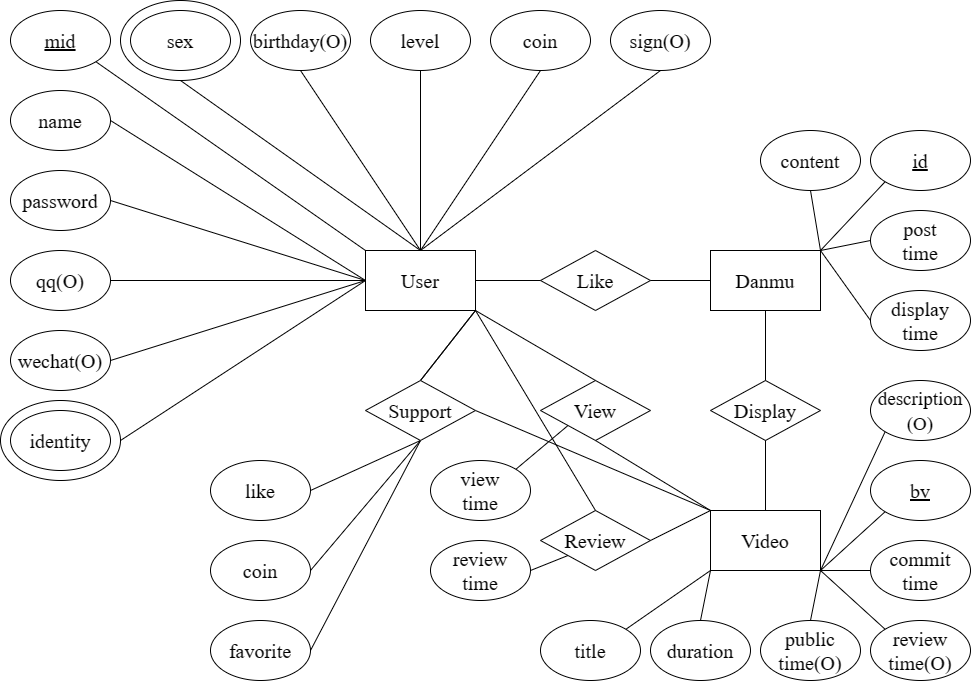 mid
sex
birthday(O)
level
coin
sign(O)
name
password
qq(O)
wechat(O)
identity
User
Like
Danmu
content
id
post
time
display
time
Support
View
Display
description
(O)
like
coin
favorite
view
time
review
time
Review
Video
bv
commit
time
title
duration
public
time(O)
review
time(O)